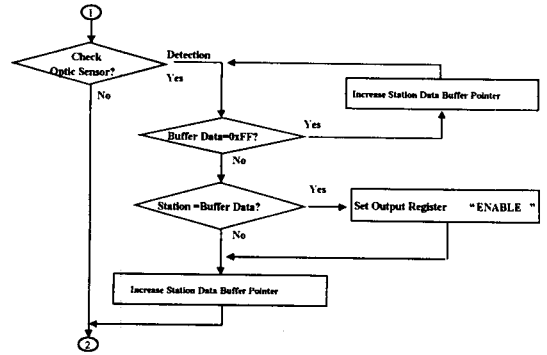 1
Check
Optic Sensor?
Detection
Yes
No
Increase Station Data Buffer Pointer
Buffer Data=0xFF?
Yes
No
Station =Buffer Data?
Yes
Set Output Register "ENABLE "
No
Increase Station Data Buffer Pointer
2